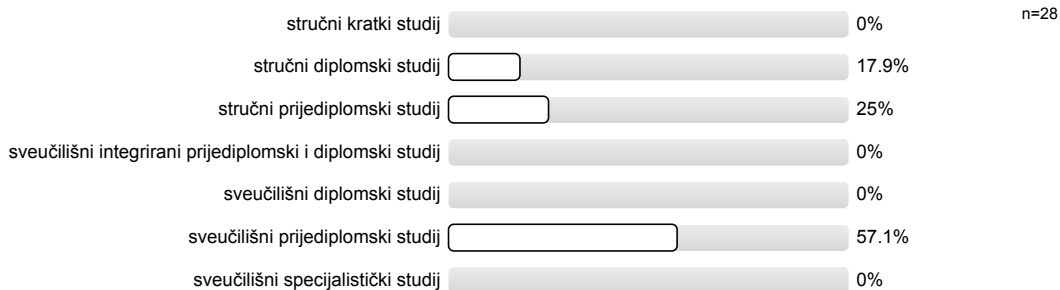 n=28
stručni kratki studij 0%
stručni diplomski studij 17.9%
stručni prijediplomski studij 25%
sveučilišni integrirani prijediplomski i diplomski studij 0%
sveučilišni diplomski studij 0%
sveučilišni prijediplomski studij 57.1%
sveučilišni specijalistički studij 0%